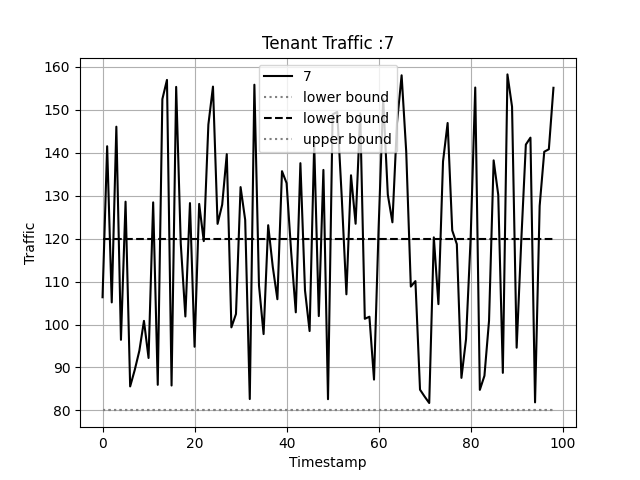 Tenant Traffic :7
160
150
140
130
120
110
100
90
80
Traffic
7
lower bound
lower bound
upper bound
0 20 40 60 80 100
Timestamp